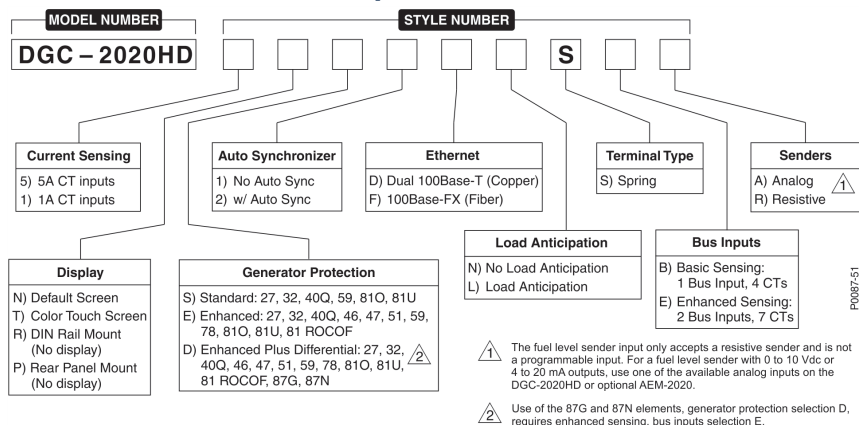 MODEL NUMBER
STYLE NUMBER
DGC – 2020HD
S
Current Sensing
5) 5A CT inputs
1) 1A CT inputs
Auto Synchronizer
1) No Auto Sync
2) w/ Auto Sync
Ethernet
D) Dual 100Base-T (Copper)
F) 100Base-FX (Fiber)
Terminal Type
S) Spring
Senders
A) Analog
R) Resistive
1
Display
N) Default Screen
T) Color Touch Screen
R) DIN Rail Mount
(No display)
P) Rear Panel Mount
(No display)
Generator Protection
S) Standard: 27, 32, 40Q, 59, 81O, 81U
E) Enhanced: 27, 32, 40Q, 46, 47, 51, 59,
78, 81O, 81U, 81 ROCOF
D) Enhanced Plus Differential: 27, 32,
40Q, 46, 47, 51, 59, 78, 81O, 81U,
81 ROCOF, 87G, 87N
2
Load Anticipation
N) No Load Anticipation
L) Load Anticipation
Bus Inputs
B) Basic Sensing:
1 Bus Input, 4 CTs
E) Enhanced Sensing:
2 Bus Inputs, 7 CTs
P0087-51
1 The fuel level sender input only accepts a resistive sender and is not
a programmable input. For a fuel level sender with 0 to 10 Vdc or
4 to 20 mA outputs, use one of the available analog inputs on the
DGC-2020HD or optional AEM-2020.
2 Use of the 87G and 87N elements, generator protection selection D,
requires enhanced sensing, bus inputs selection E.